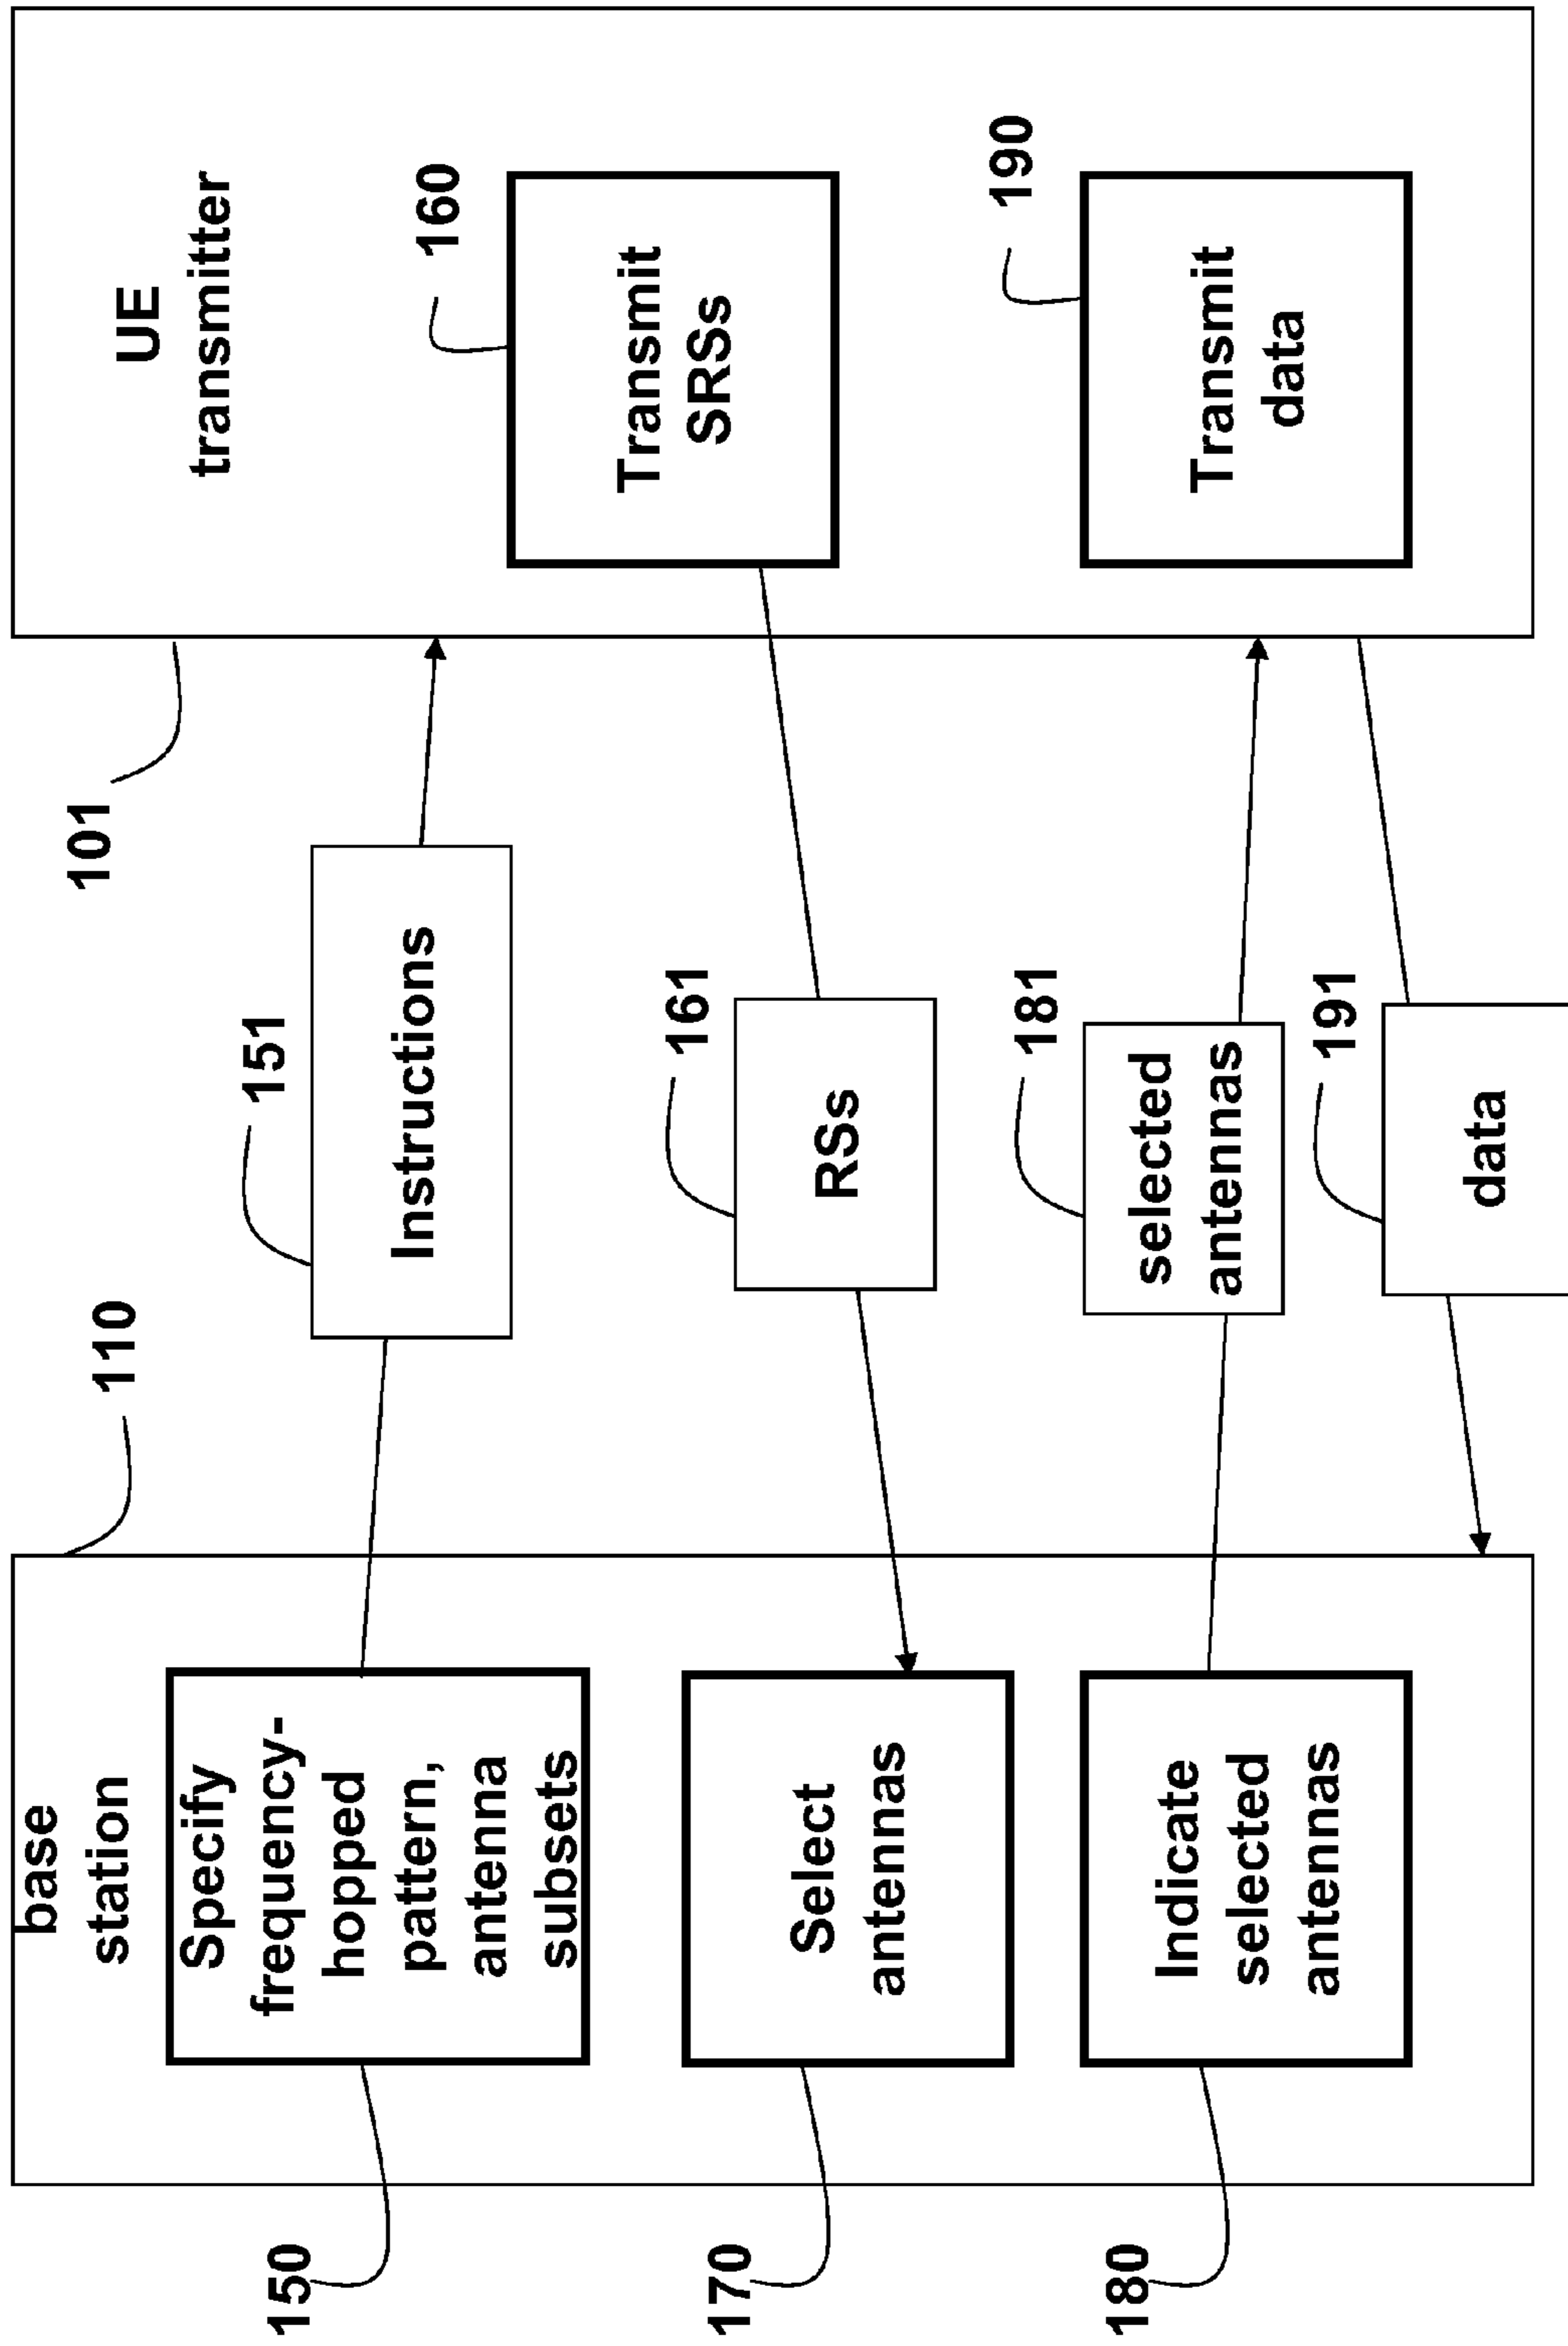 base
station
110
150
Specify
frequency-
hopped
pattern,
antenna
subsets
170
Select
antennas
180
Indicate
selected
antennas
151
Instructions
161
RSs
181
selected
antennas
191
data
101
UE
transmitter
160
Transmit
SRSs
190
Transmit
data